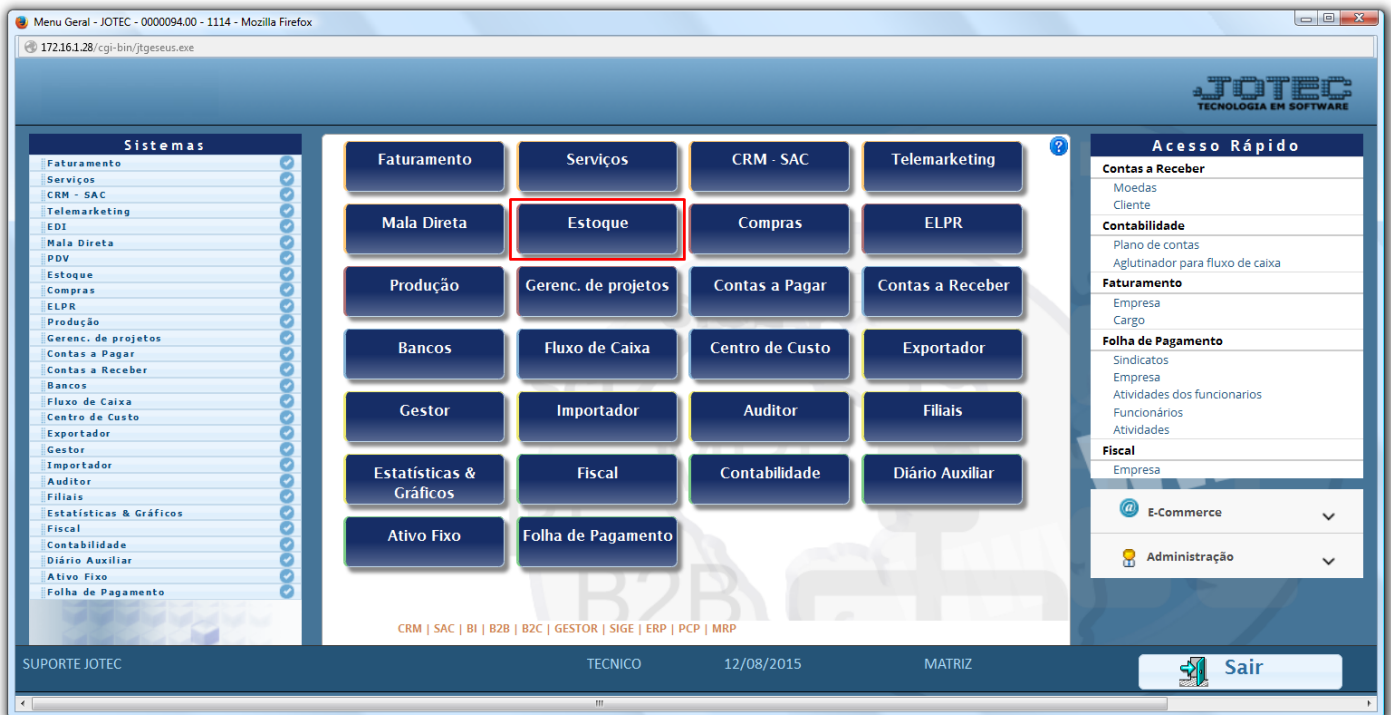 Menu Geral - JOTEC - 0000094.00 - 1114 - Mozilla Firefox
172.16.1.28/cgi-bin/jtgeseus.exe
aJOTEC
TECNOLOGIA EM SOFTWARE
Sistemas
Faturamento
Serviços
CRM - SAC
Telemarketing
EDI
Mala Direta
PDV
Estoque
Compras
ELPR
Produção
Gerenc. de projetos
Contas a Pagar
Contas a Receber
Bancos
Fluxo de Caixa
Centro de Custo
Exportador
Gestor
Importador
Auditor
Filiais
Estatísticas & Gráficos
Fiscal
Contabilidade
Diário Auxiliar
Ativo Fixo
Folha de Pagamento
Faturamento Serviços CRM - SAC Telemarketing
Mala Direta Estoque Compras ELPR
Produção Gerenc. de projetos Contas a Pagar Contas a Receber
Bancos Fluxo de Caixa Centro de Custo Exportador
Gestor Importador Auditor Filiais
Estatísticas &
Gráficos
Fiscal Contabilidade Diário Auxiliar
Ativo Fixo Folha de Pagamento
B2B
CRM | SAC | BI | B2B | B2C | GESTOR | SIGE | ERP | PCP | MRP
?
Acesso Rápido
Contas a Receber
Moedas
Cliente
Contabilidade
Plano de contas
Aglutinador para fluxo de caixa
Faturamento
Empresa
Cargo
Folha de Pagamento
Sindicatos
Empresa
Atividades dos funcionarios
Funcionários
Atividades
Fiscal
Empresa
@ E-Commerce
Administração
SUPORTE JOTEC TECNICO 12/08/2015 MATRIZ Sair